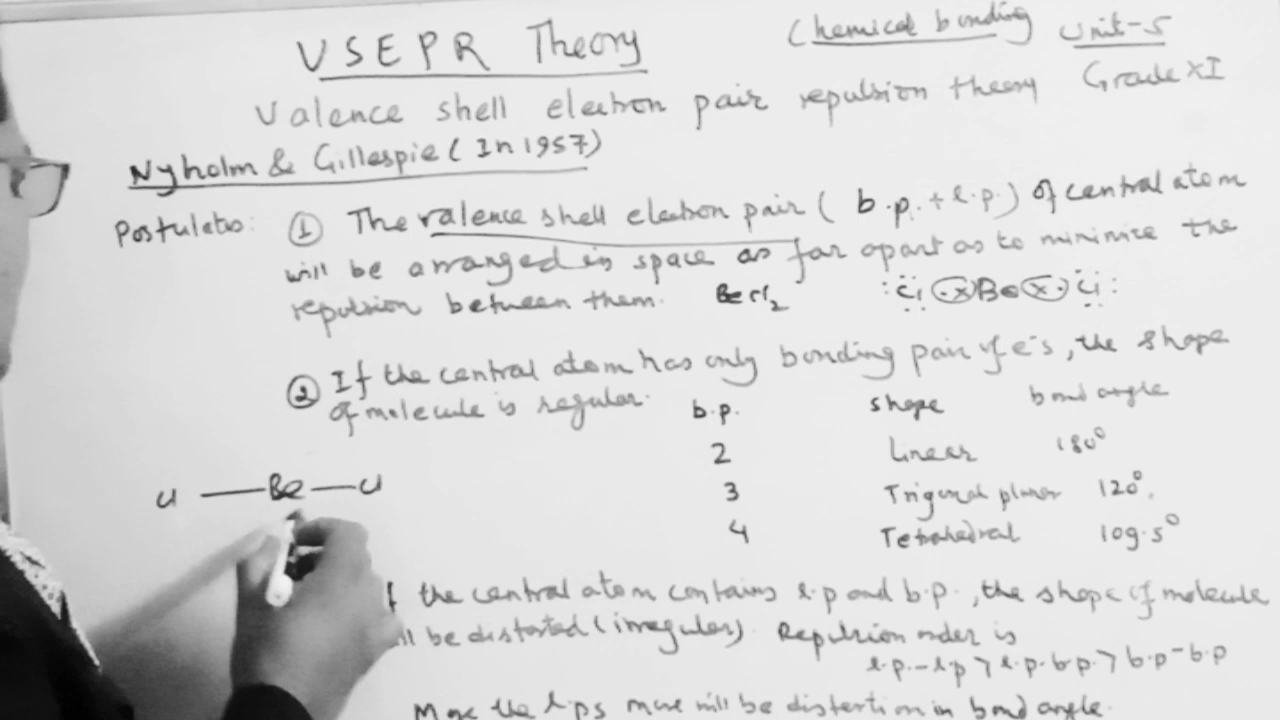 VSEPR Theory
Chemical bonding Unit-5
Valence shell electron pair repulsion theory Grade XI
Nyholm & Gillespie (In 1957)
Postulates: ① The valence shell electron pair (b.p. + l.p.) of central atom
will be arranged in space as far apart as to minimize the
repulsion between them. BeCl2 :Cl ·x Be x· Cl:
② If the central atom has only bonding pair of e's, the shape
of molecule is regular.
b.p. shape bond angle
2 Linear 180°
3 Trigonal planar 120°.
4 Tetrahedral 109.5°
Cl — Be — Cl
f the central atom contains l.p and b.p., the shape of molecule
ll be distorted (irregular). Repulsion order is
l.p.-l.p > l.p.b.p. > b.p-b.p
More the l.ps more will be distortion in bond angle.